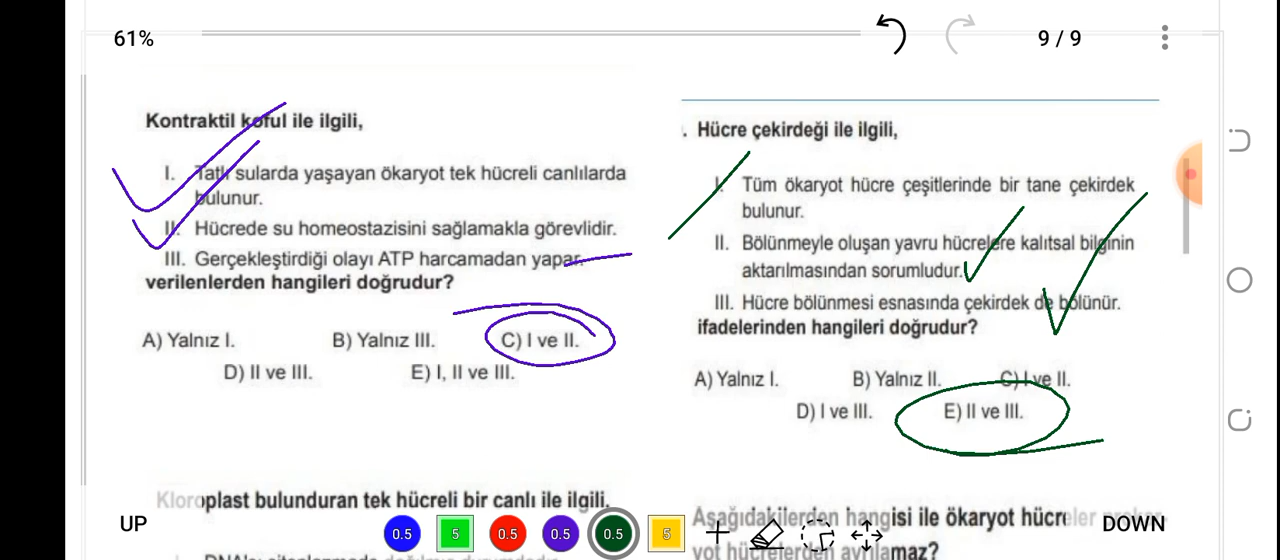 61%
9 / 9
Kontraktil koful ile ilgili,
I. Tatlı sularda yaşayan ökaryot tek hücreli canlılarda
bulunur.
II. Hücrede su homeostazisini sağlamakla görevlidir.
III. Gerçekleştirdiği olayı ATP harcamadan yapar.
verilenlerden hangileri doğrudur?
A) Yalnız I. B) Yalnız III. C) I ve II.
D) II ve III. E) I, II ve III.
Kloroplast bulunduran tek hücreli bir canlı ile ilgili,
. Hücre çekirdeği ile ilgili,
I. Tüm ökaryot hücre çeşitlerinde bir tane çekirdek
bulunur.
II. Bölünmeyle oluşan yavru hücrelere kalıtsal bilginin
aktarılmasından sorumludur.
III. Hücre bölünmesi esnasında çekirdek de bölünür.
ifadelerinden hangileri doğrudur?
A) Yalnız I. B) Yalnız II. C) I ve II.
D) I ve III. E) II ve III.
Aşağıdakilerden hangisi ile ökaryot hücreler
yot hücrelerden ayrılamaz?
UP
0.5 5 0.5 0.5 0.5 5
DOWN